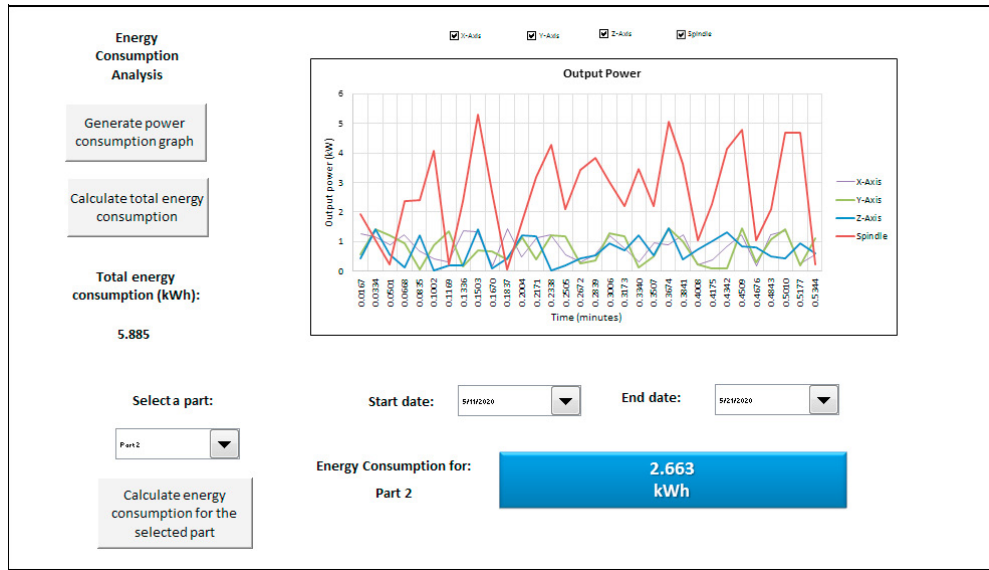 Energy
Consumption
Analysis
Generate power
consumption graph
Calculate total energy
consumption
Total energy
consumption (kWh):
5.885
X-Axis
Y-Axis
Z-Axis
Spindle
Output Power
Output power (kW)
6
5
4
3
2
1
0
0.0167
0.0334
0.0501
0.0668
0.0835
0.1002
0.1169
0.1336
0.1503
0.1670
0.1837
0.2004
0.2171
0.2338
0.2505
0.2672
0.2839
0.3006
0.3173
0.3340
0.3507
0.3674
0.3841
0.4008
0.4175
0.4342
0.4509
0.4676
0.4843
0.5010
0.5177
0.5344
Time (minutes)
X-Axis
Y-Axis
Z-Axis
Spindle
Select a part:
Part 2
Calculate energy
consumption for the
selected part
Start date:
5/11/2020
End date:
5/21/2020
Energy Consumption for:
Part 2
2.663
kWh